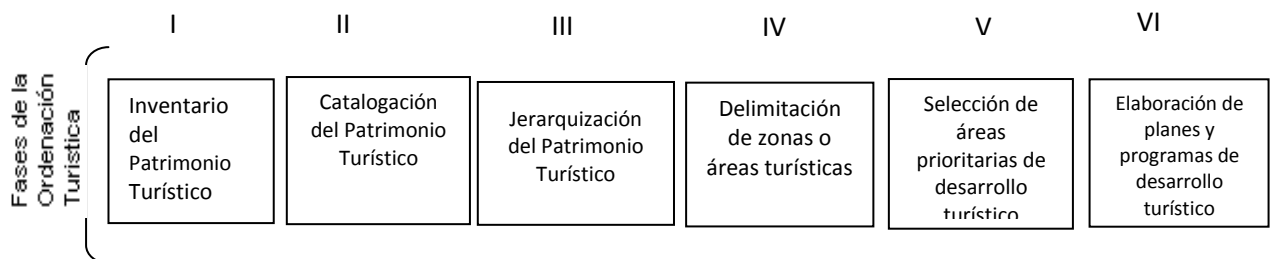 I II III IV V VI
Fases de la
Ordenación
Turistica
Inventario
del
Patrimonio
Turístico
Catalogación
del Patrimonio
Turístico
Jerarquización
del Patrimonio
Turístico
Delimitación
de zonas o
áreas turísticas
Selección de
áreas
prioritarias de
desarrollo
turístico
Elaboración de
planes y
programas de
desarrollo
turístico